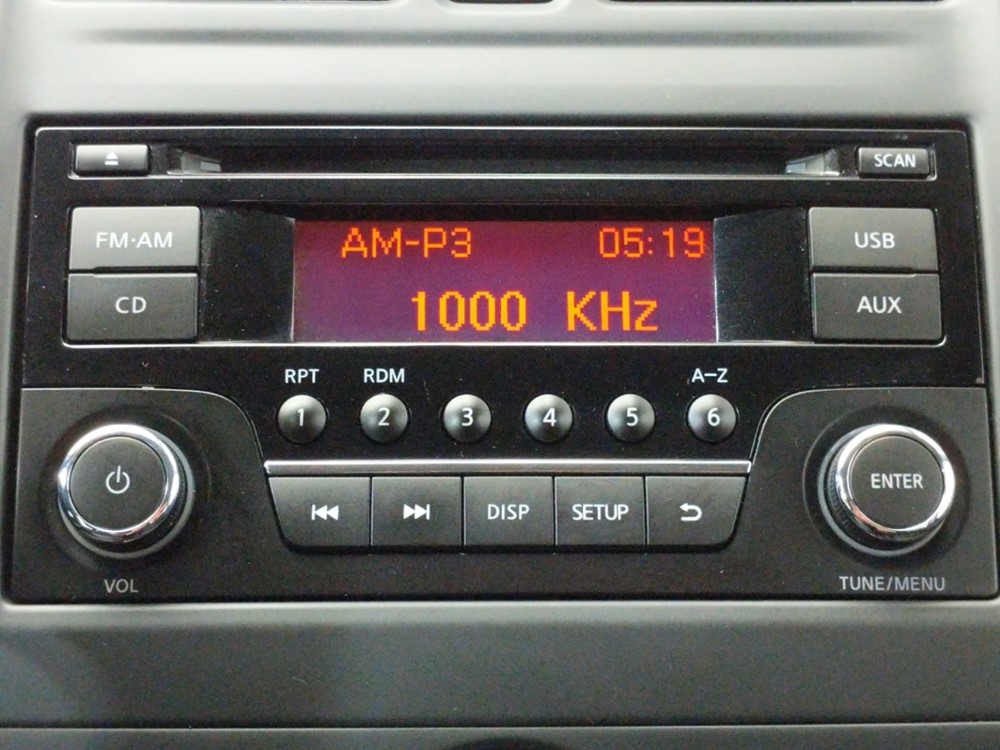 SCAN
FM·AM
AM-P3 05:19
USB
CD
1000 KHz
AUX
RPT RDM A-Z
1 2 3 4 5 6
ENTER
DISP SETUP
VOL
TUNE/MENU